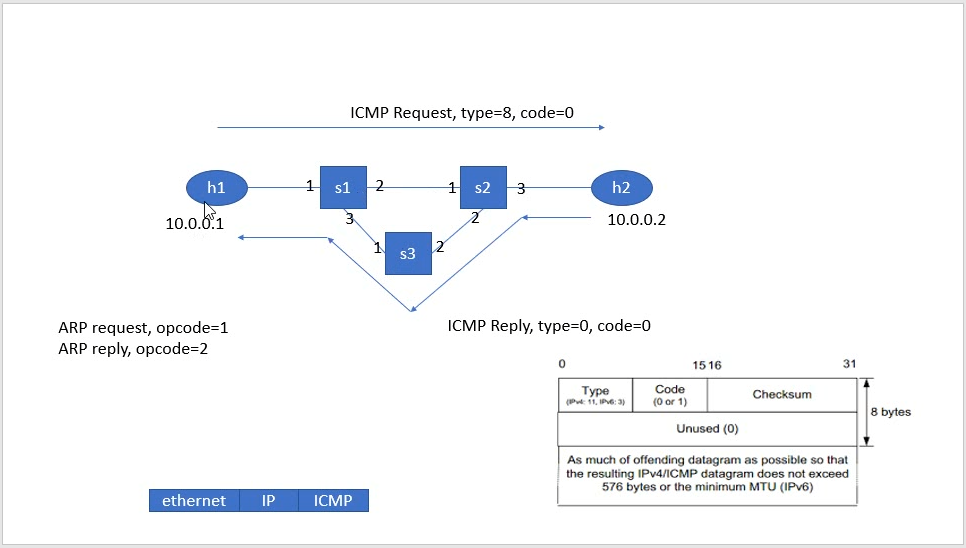 ICMP Request, type=8, code=0
h1
1
s1
2
1
s2
3
h2
10.0.0.1
3
2
10.0.0.2
1
s3
2
ARP request, opcode=1
ARP reply, opcode=2
ICMP Reply, type=0, code=0
0
15 16
31
Type
(IPv4: 11, IPv6: 3)
Code
(0 or 1)
Checksum
8 bytes
Unused (0)
As much of offending datagram as possible so that
the resulting IPv4/ICMP datagram does not exceed
576 bytes or the minimum MTU (IPv6)
ethernet
IP
ICMP